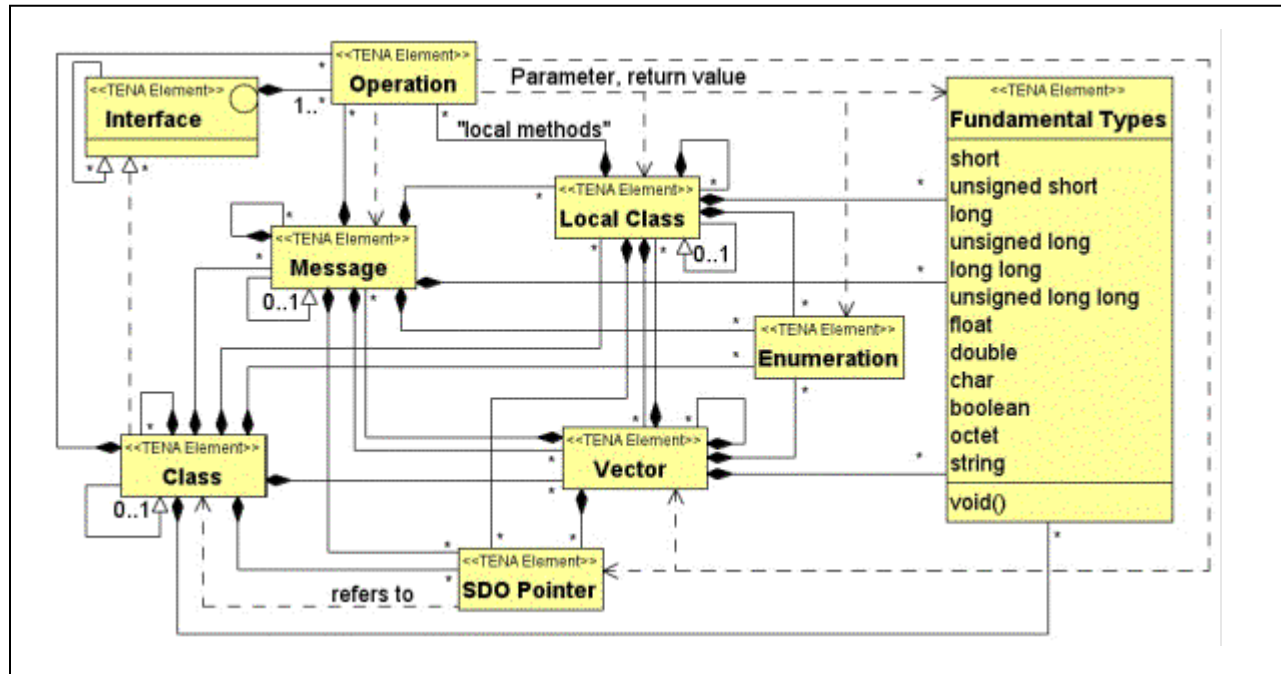 <<TENA Element>>
Operation
*
*
*
Parameter, return value
"local methods"
<<TENA Element>>
Interface
1..*
*
*
<<TENA Element>>
Fundamental Types
short
unsigned short
long
unsigned long
long long
unsigned long long
float
double
char
boolean
octet
string
void()
*
*
*
*
<<TENA Element>>
Local Class
*
*
*
*
0..1
<<TENA Element>>
Message
*
*
*
0..1
<<TENA Element>>
Enumeration
*
*
*
*
<<TENA Element>>
Class
*
0..1
<<TENA Element>>
Vector
*
*
*
*
<<TENA Element>>
SDO Pointer
*
*
*
*
refers to